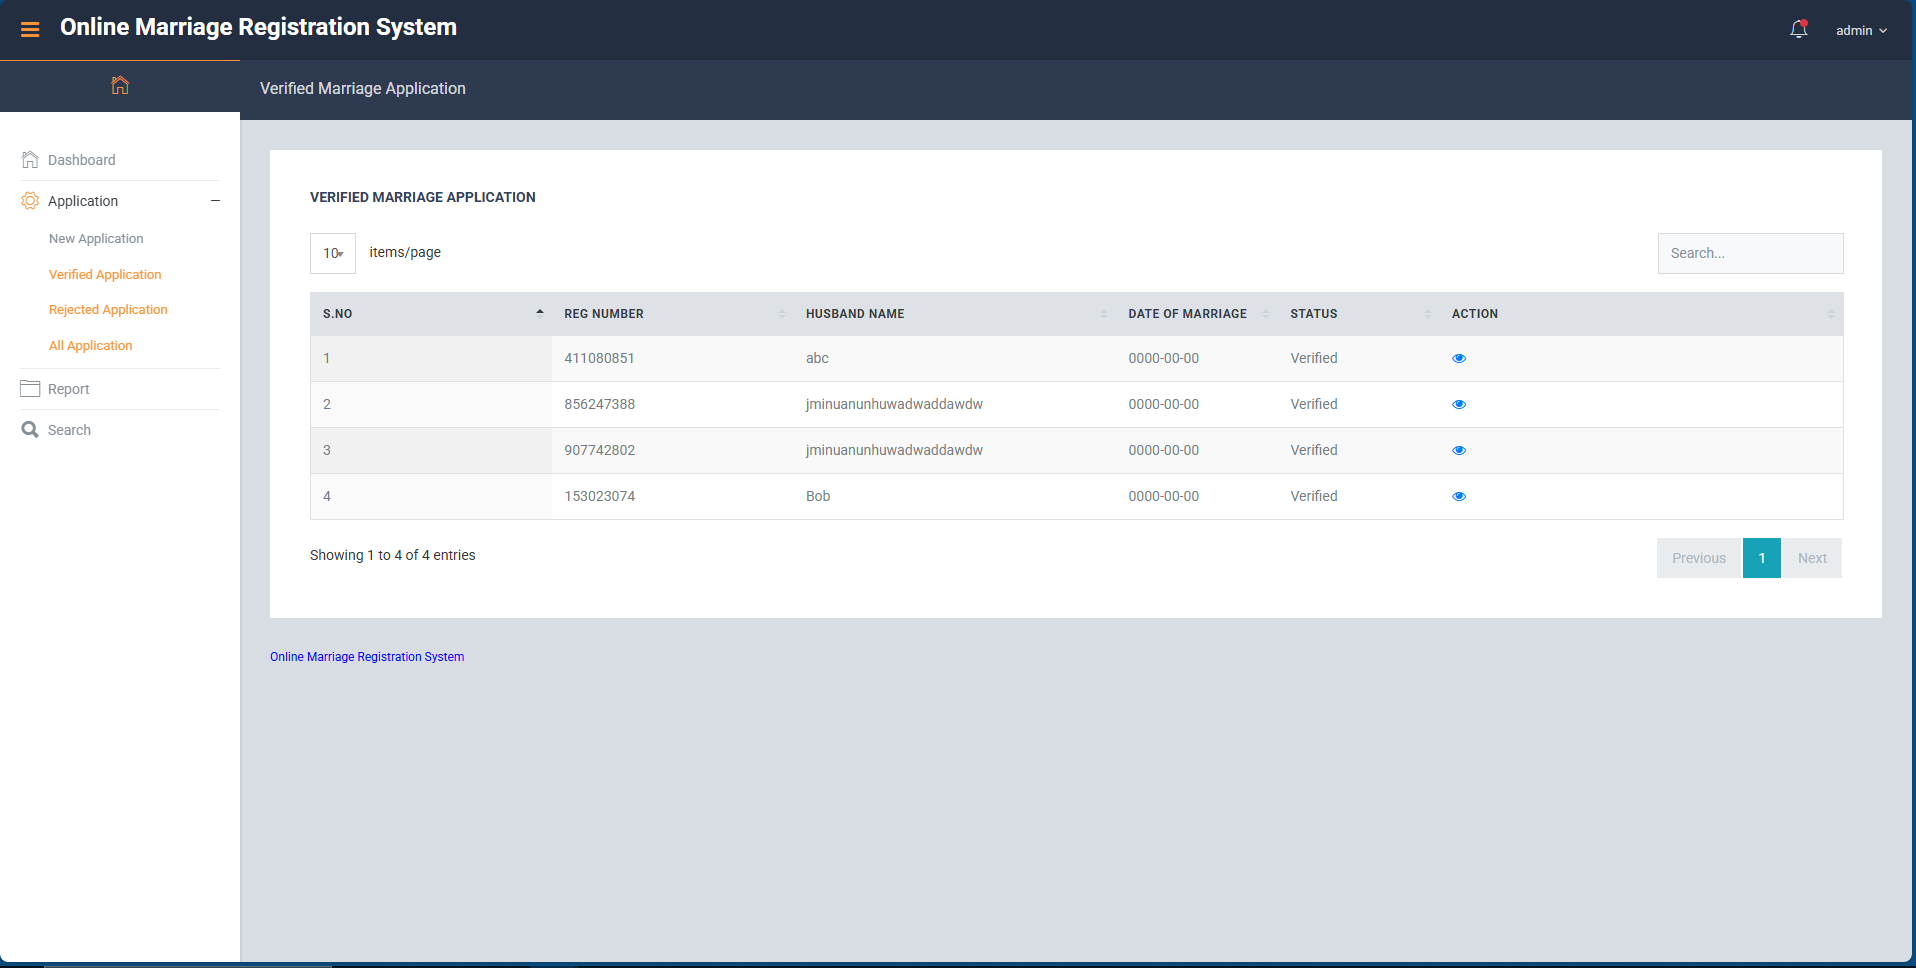 Online Marriage Registration System
admin
Verified Marriage Application
Dashboard
Application
New Application
Verified Application
Rejected Application
All Application
Report
Search
VERIFIED MARRIAGE APPLICATION
10 items/page
Search...
S.NO REG NUMBER HUSBAND NAME DATE OF MARRIAGE STATUS ACTION
1 411080851 abc 0000-00-00 Verified
2 856247388 jminuanunhuwadwaddawdw 0000-00-00 Verified
3 907742802 jminuanunhuwadwaddawdw 0000-00-00 Verified
4 153023074 Bob 0000-00-00 Verified
Showing 1 to 4 of 4 entries
Previous 1 Next
Online Marriage Registration System